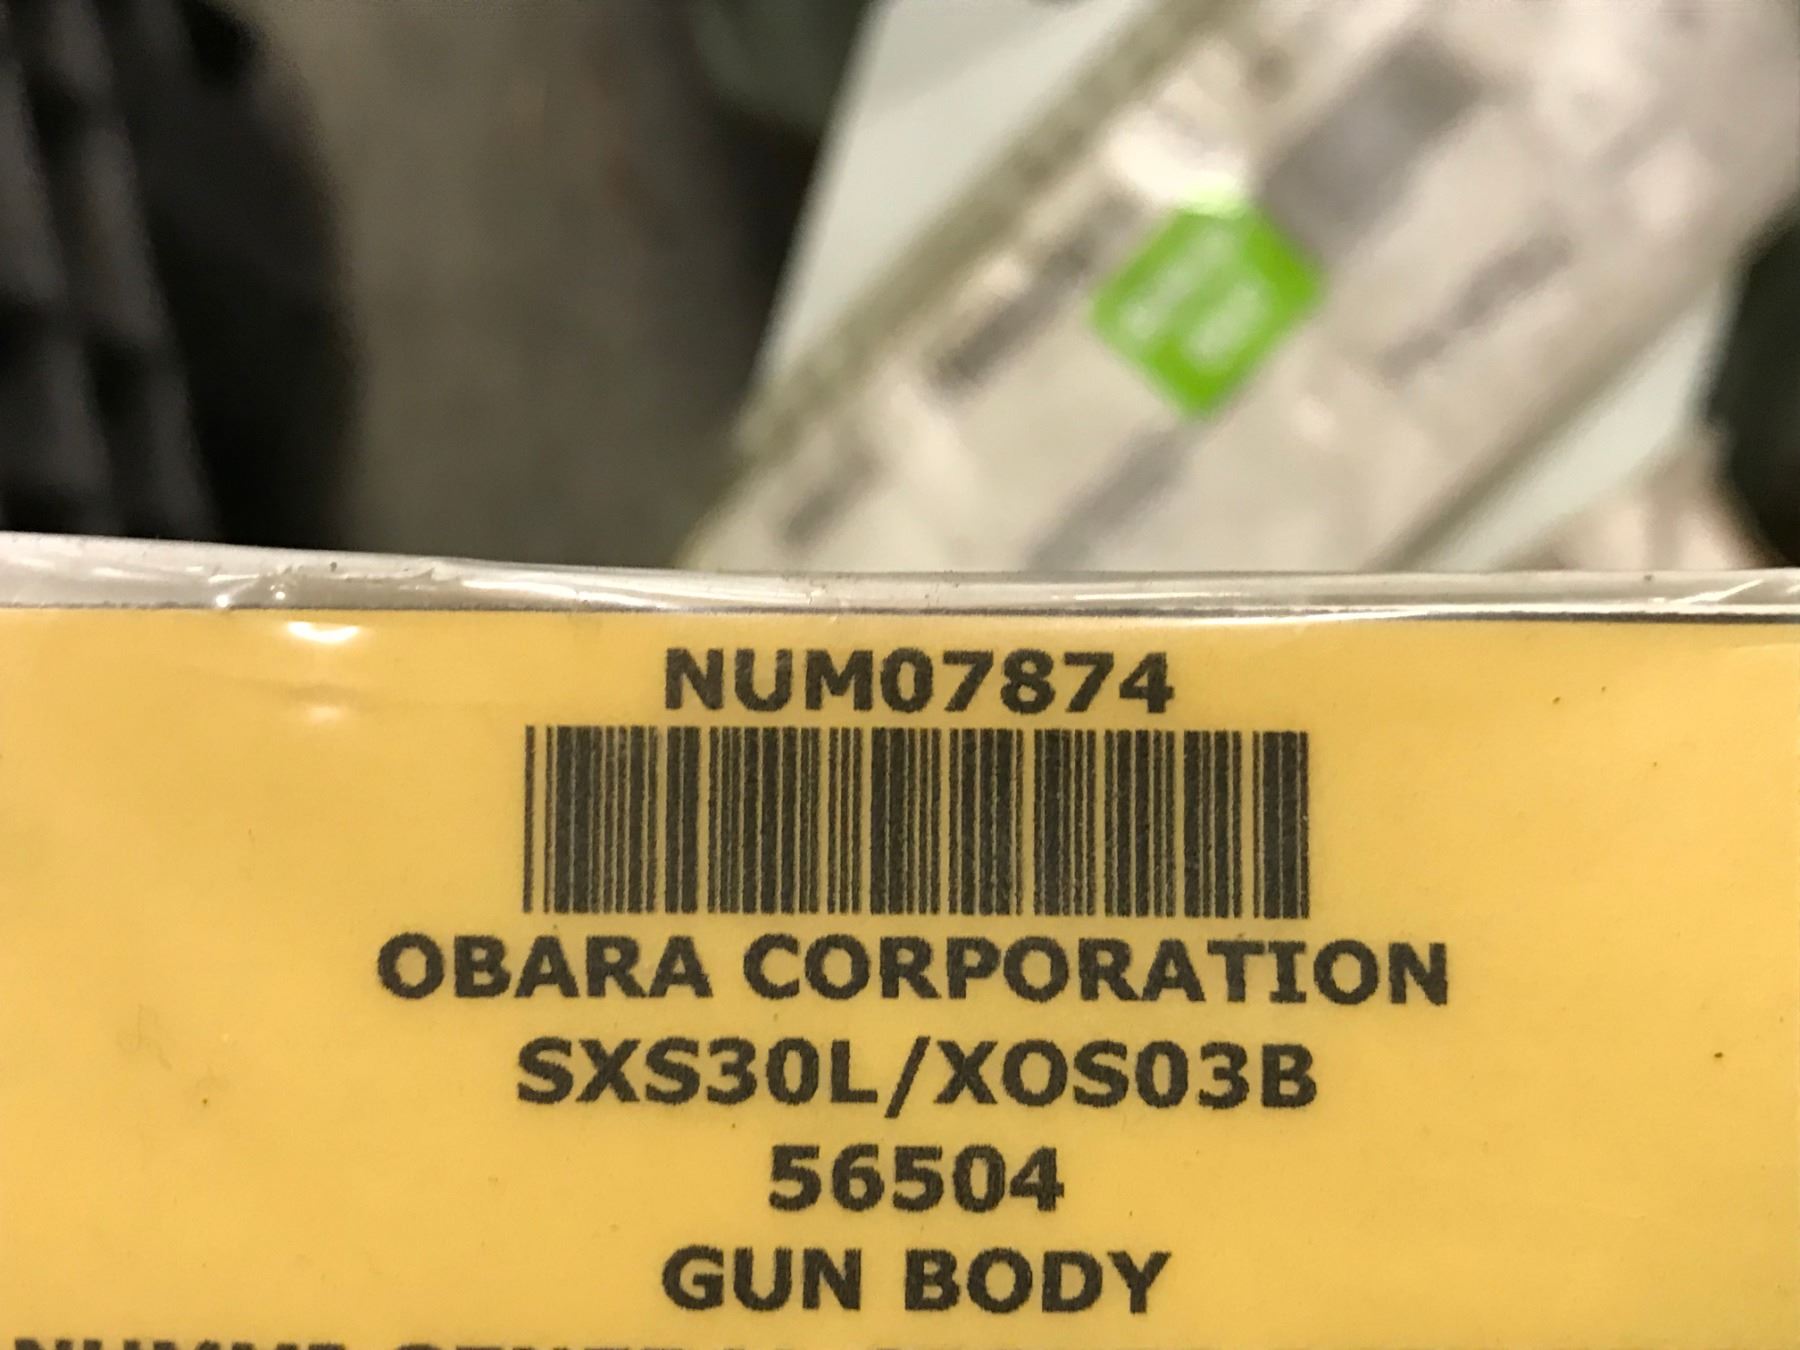 NUM07874
OBARA CORPORATION
SXS30L/XOS03B
56504
GUN BODY